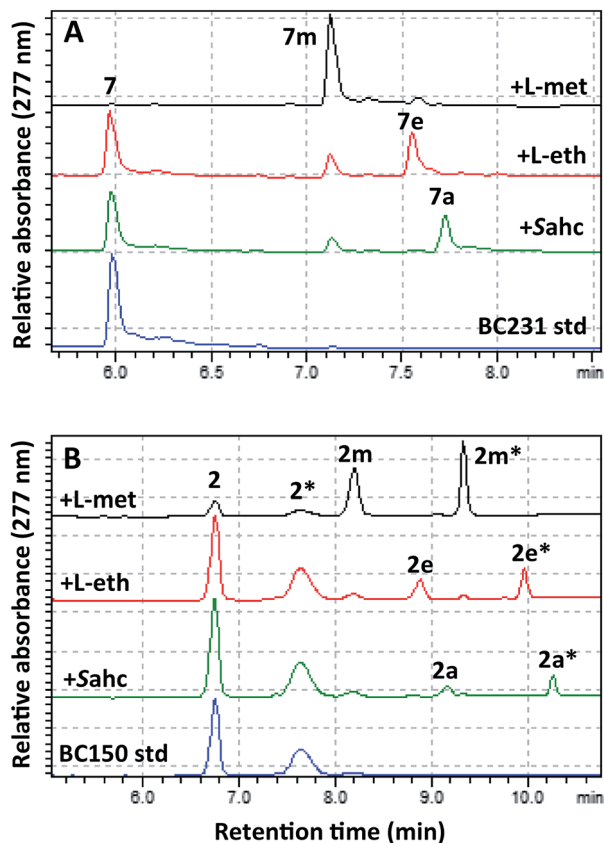 A
7
7m
+L-met
7e
+L-eth
7a
+Sahc
BC231 std
Relative absorbance (277 nm)
6.0 6.5 7.0 7.5 8.0 min
B
2
2*
2m
2m*
+L-met
2e
2e*
+L-eth
2a
2a*
+Sahc
BC150 std
Relative absorbance (277 nm)
6.0 7.0 8.0 9.0 10.0 min
Retention time (min)